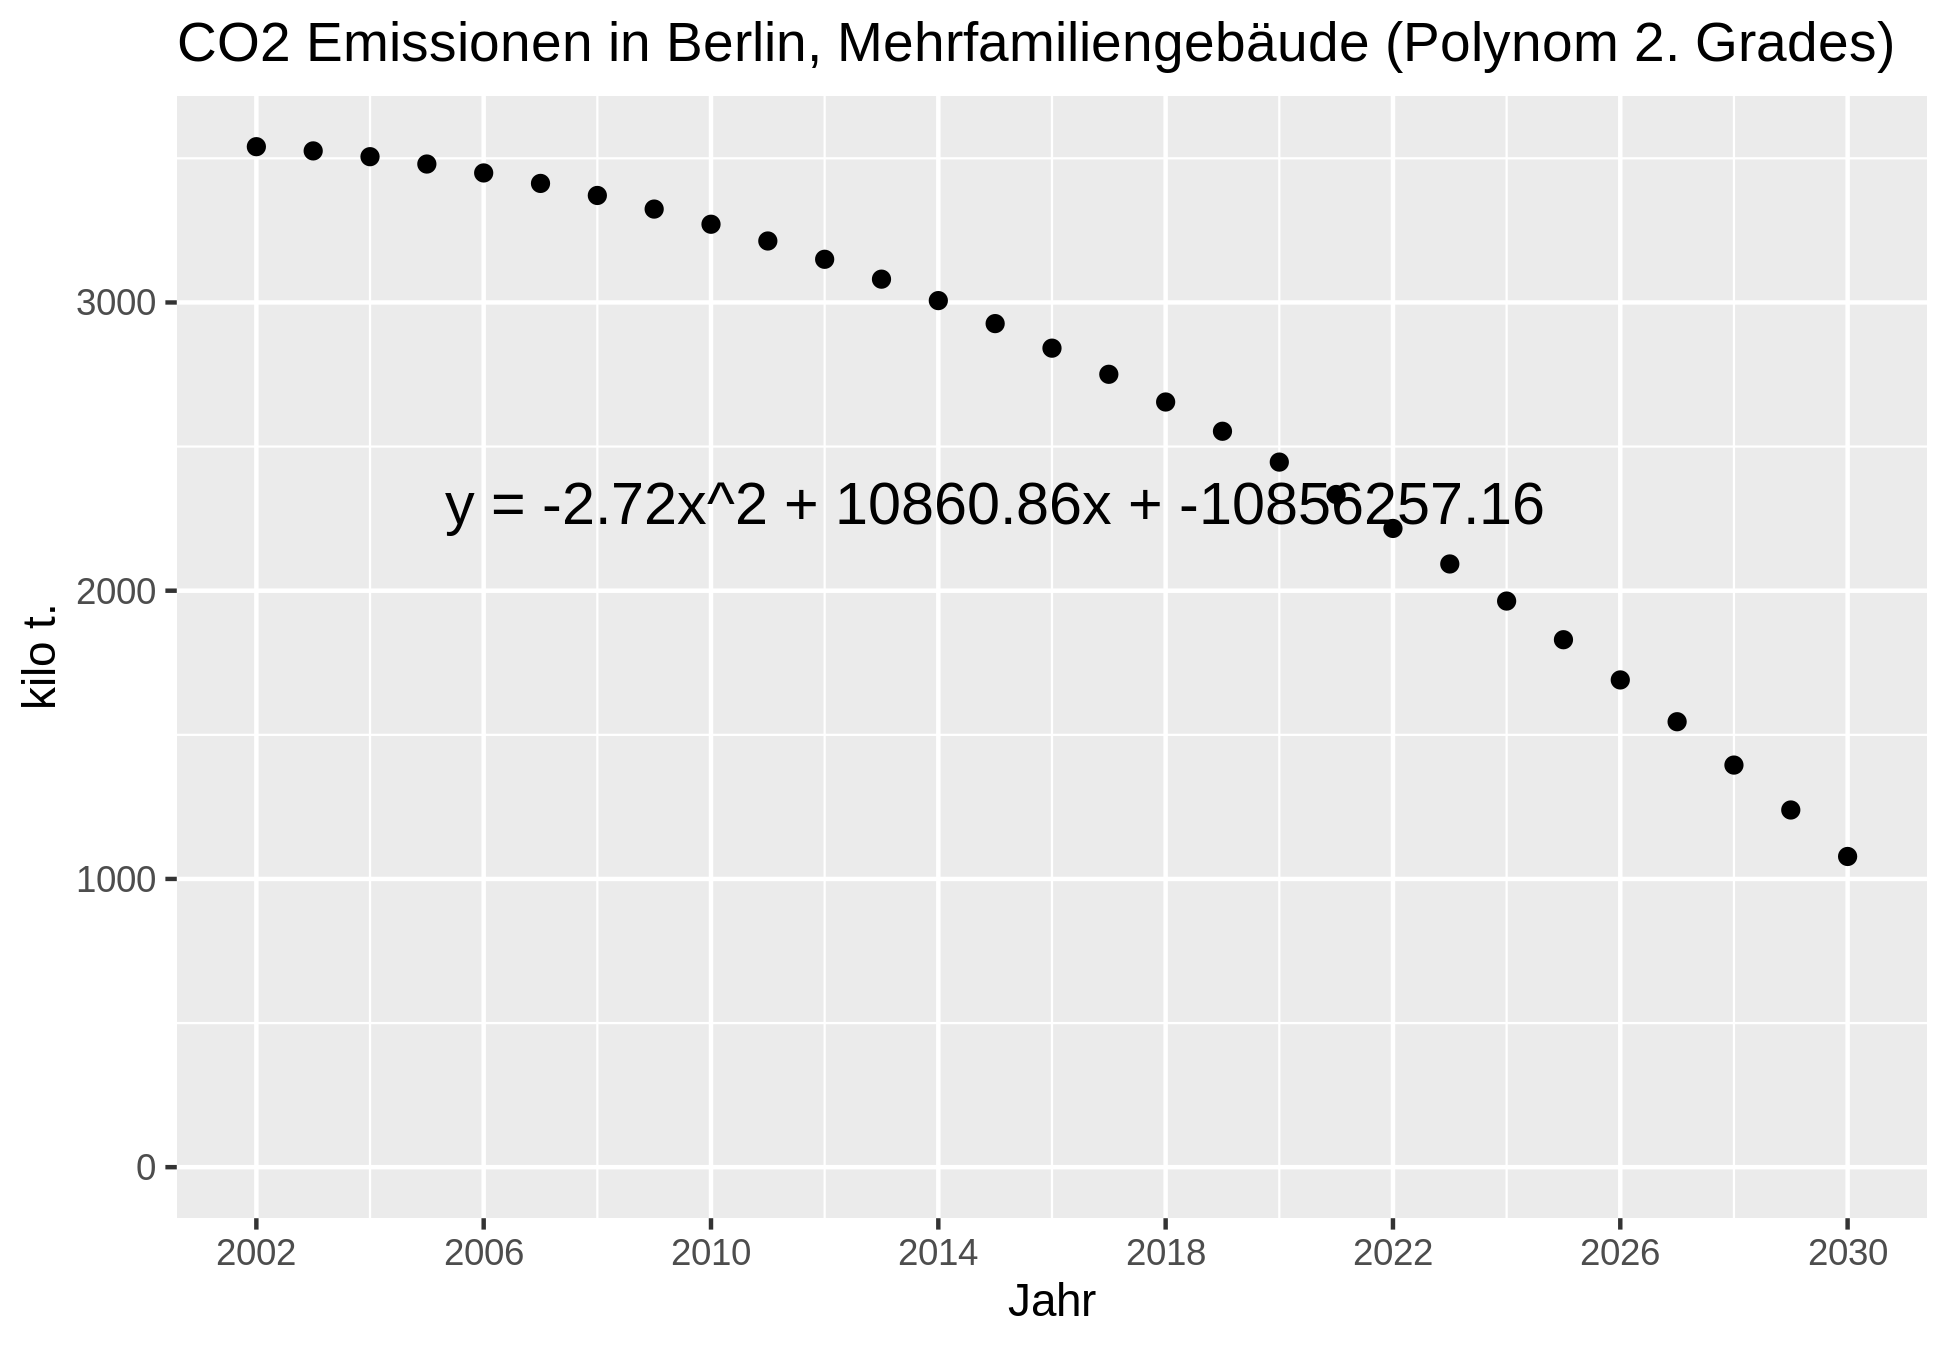 CO2 Emissionen in Berlin, Mehrfamiliengebäude (Polynom 2. Grades)
3000
2000
1000
0
kilo t.
y = -2.72x^2 + 10860.86x + -10856257.16
2002 2006 2010 2014 2018 2022 2026 2030
Jahr